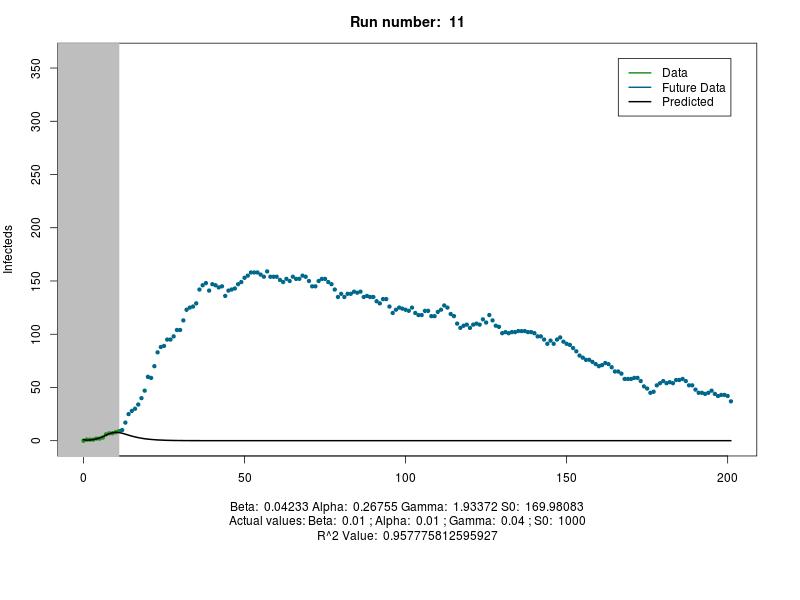 Run number: 11
350
300
250
200
150
100
50
0
Infecteds
Data
Future Data
Predicted
0 50 100 150 200
Beta: 0.04233 Alpha: 0.26755 Gamma: 1.93372 S0: 169.98083
Actual values: Beta: 0.01 ; Alpha: 0.01 ; Gamma: 0.04 ; S0: 1000
R^2 Value: 0.957775812595927